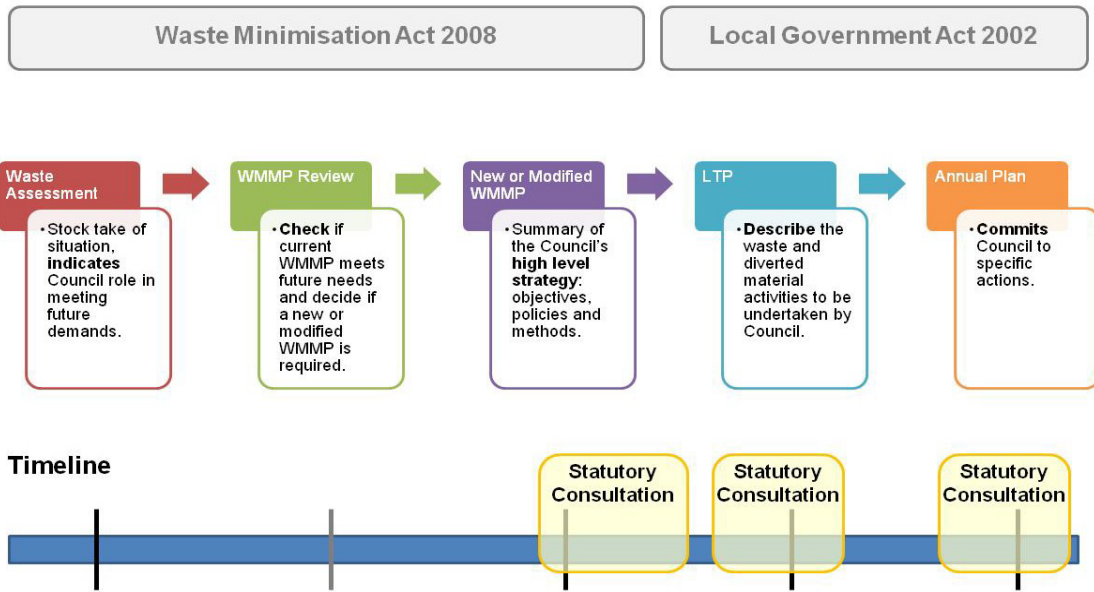 Waste Minimisation Act 2008
Local Government Act 2002
Waste
Assessment
•Stock take of
situation,
indicates
Council role in
meeting
future
demands.
WMMP Review
•Check if
current
WMMP meets
future needs
and decide if
a new or
modified
WMMP is
required.
New or Modified
WMMP
•Summary of
the Council's
high level
strategy:
objectives,
policies and
methods.
LTP
•Describe the
waste and
diverted
material
activities to be
undertaken by
Council.
Annual Plan
•Commits
Council to
specific
actions.
Timeline
Statutory
Consultation
Statutory
Consultation
Statutory
Consultation